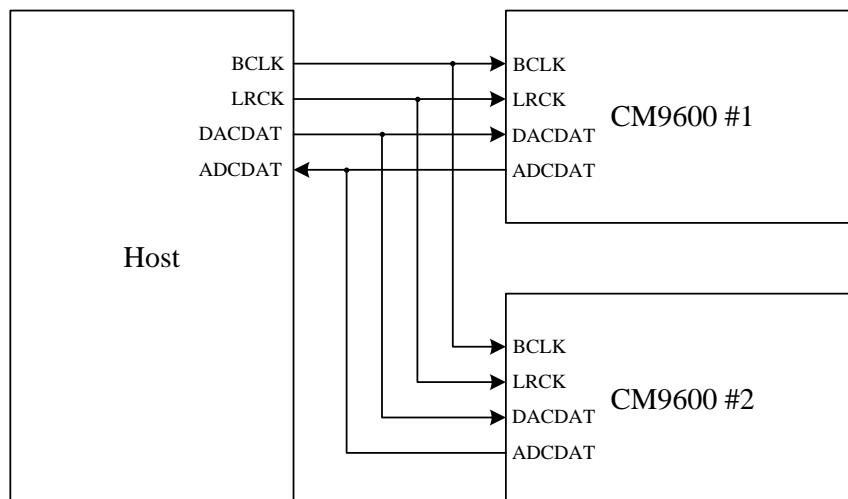 BCLK
LRCK
DACDAT
ADCDAT
Host
BCLK
LRCK
DACDAT
ADCDAT
CM9600 #1
BCLK
LRCK
DACDAT
ADCDAT
CM9600 #2